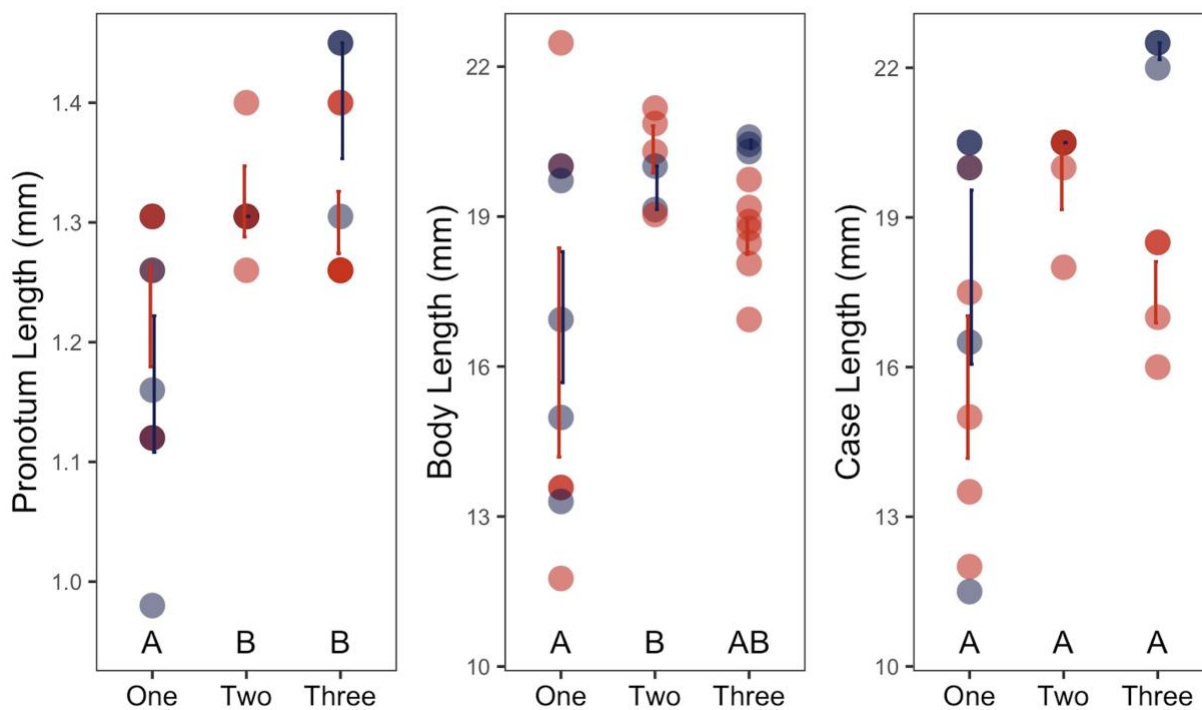 Pronotum Length (mm)
1.4
1.3
1.2
1.1
1.0
A B B
One Two Three
Body Length (mm)
22
19
16
13
10
A B AB
One Two Three
Case Length (mm)
22
19
16
13
10
A A A
One Two Three